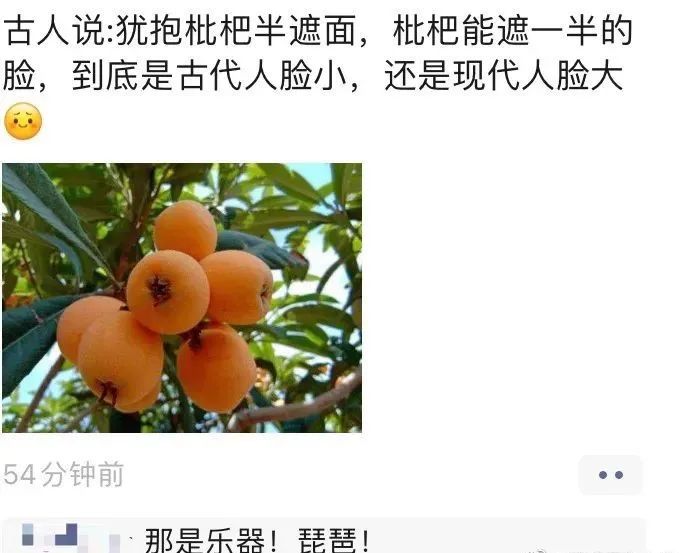 古人说:犹抱枇杷半遮面，枇杷能遮一半的
脸，到底是古代人脸小，还是现代人脸大
54分钟前
那是乐器！琵琶！